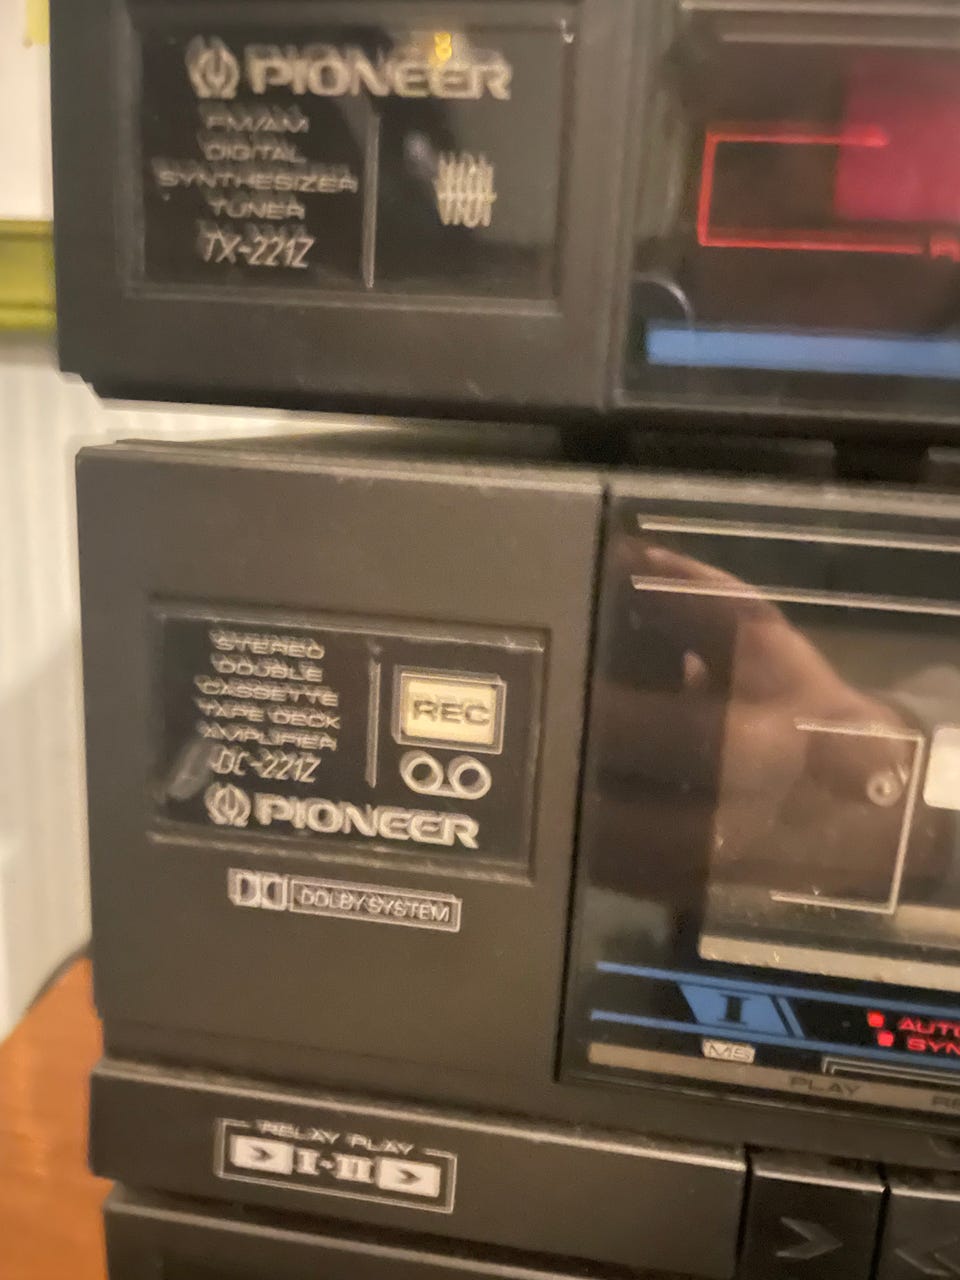 PIONEER
FM/AM
DIGITAL
SYNTHESIZER
TUNER
TX-221Z
STEREO
DOUBLE
CASSETTE
TAPE DECK
AMPLIFIER
DC-221Z
PIONEER
REC
DOLBY SYSTEM
I
AUTO
SYN
MS
PLAY
RELAY PLAY
I-II